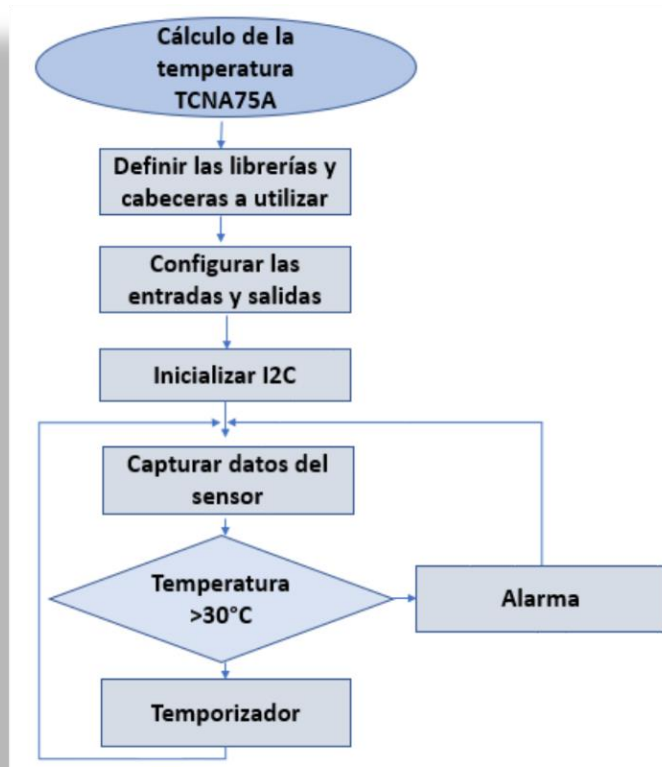 Cálculo de la
temperatura
TCNA75A
Definir las librerías y
cabeceras a utilizar
Configurar las
entradas y salidas
Inicializar I2C
Capturar datos del
sensor
Temperatura
>30°C
Alarma
Temporizador